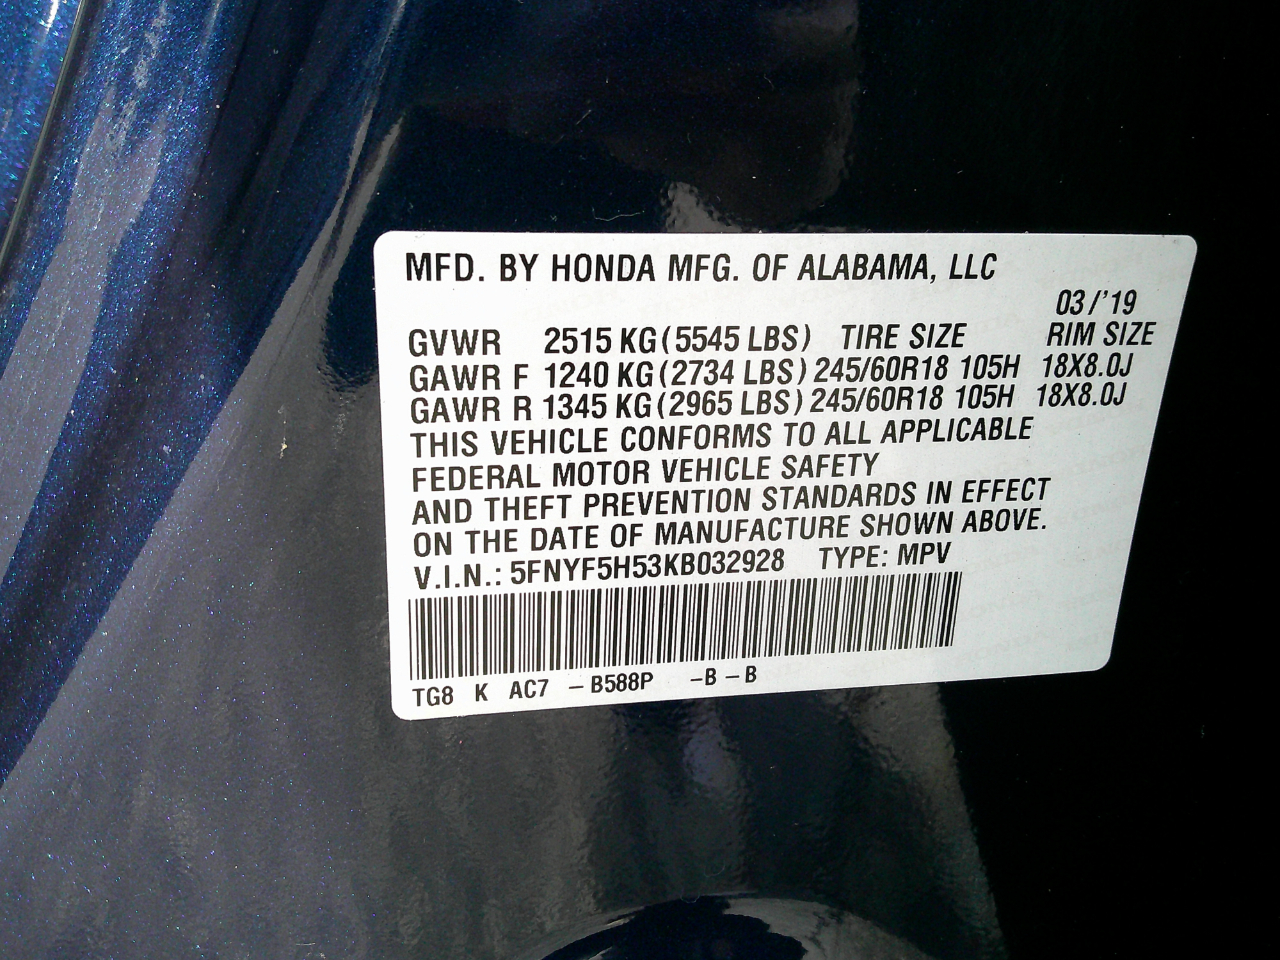 MFD. BY HONDA MFG. OF ALABAMA, LLC
03/'19
GVWR 2515 KG (5545 LBS) TIRE SIZE RIM SIZE
GAWR F 1240 KG (2734 LBS) 245/60R18 105H 18X8.0J
GAWR R 1345 KG (2965 LBS) 245/60R18 105H 18X8.0J
THIS VEHICLE CONFORMS TO ALL APPLICABLE
FEDERAL MOTOR VEHICLE SAFETY
AND THEFT PREVENTION STANDARDS IN EFFECT
ON THE DATE OF MANUFACTURE SHOWN ABOVE.
V.I.N.: 5FNYF5H53KB032928 TYPE: MPV
TG8 K AC7 -B588P -B-B